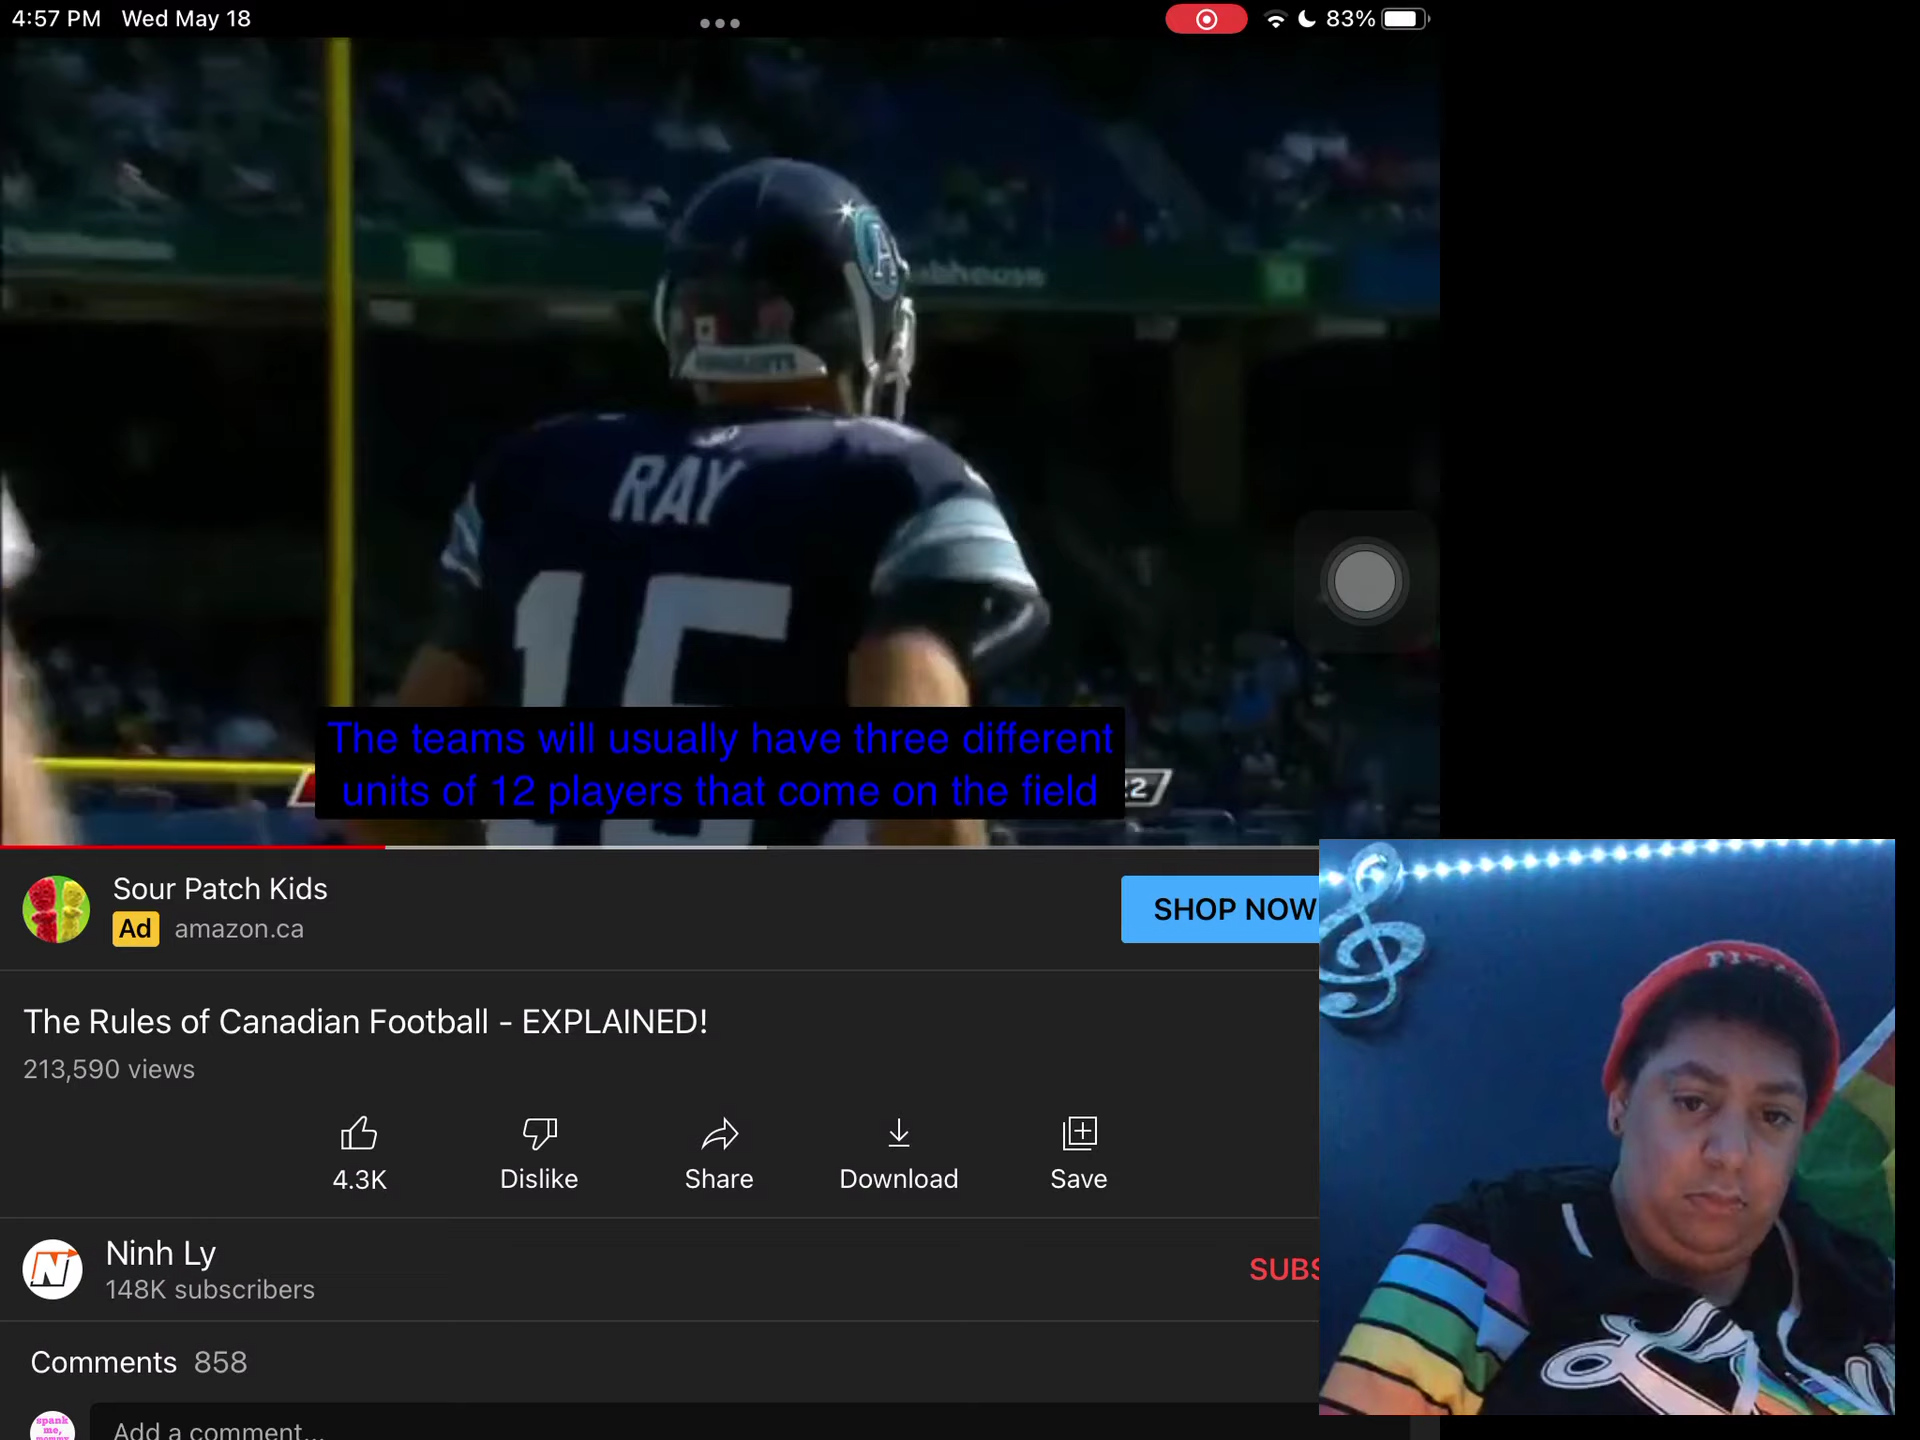 4:57 PM Wed May 18
83%
A
RAY
15
The teams will usually have three different
units of 12 players that come on the field
Sour Patch Kids
Ad amazon.ca
SHOP NOW
The Rules of Canadian Football - EXPLAINED!
213,590 views
4.3K
Dislike
Share
Download
Save
N
Ninh Ly
148K subscribers
SUBS
Comments 858
spank
me,
Add a comment...